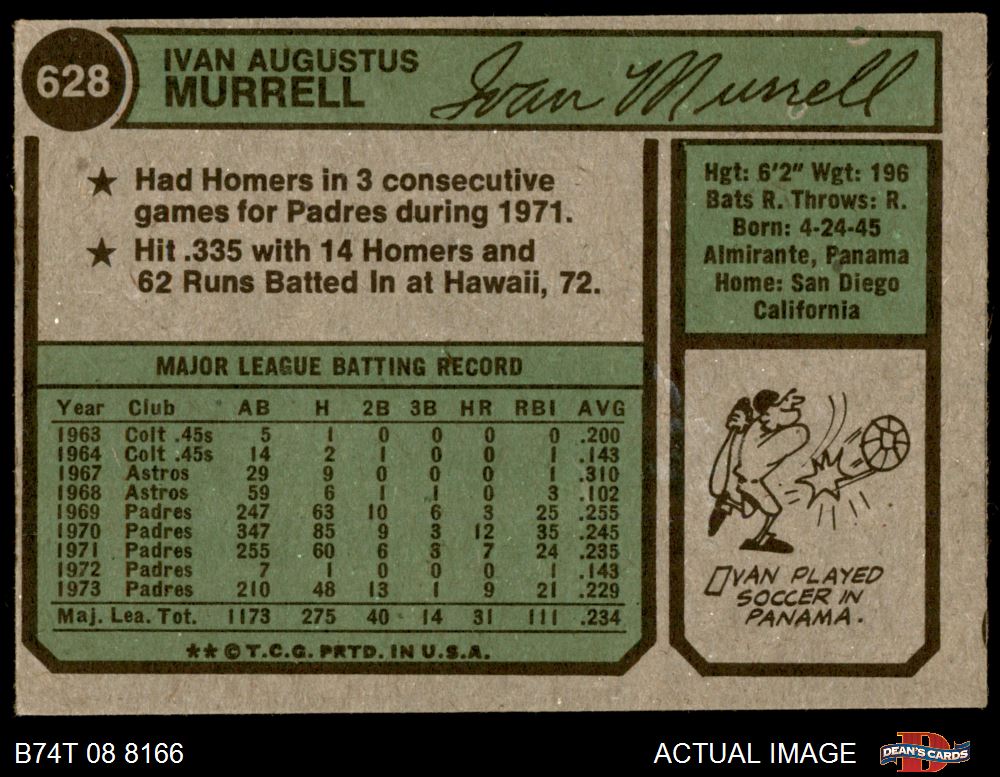 628
IVAN AUGUSTUS
MURRELL
Ivan Murrell
★ Had Homers in 3 consecutive
games for Padres during 1971.
★ Hit .335 with 14 Homers and
62 Runs Batted In at Hawaii, 72.
Hgt: 6'2" Wgt: 196
Bats R. Throws: R.
Born: 4-24-45
Almirante, Panama
Home: San Diego
California
MAJOR LEAGUE BATTING RECORD
Year Club AB H 2B 3B HR RBI AVG
1963 Colt .45s 5 1 0 0 0 0 .200
1964 Colt .45s 14 2 1 0 0 1 .143
1967 Astros 29 9 0 0 0 1 .310
1968 Astros 59 6 1 1 0 3 .102
1969 Padres 247 63 10 6 3 25 .255
1970 Padres 347 85 9 3 12 35 .245
1971 Padres 255 60 6 3 7 24 .235
1972 Padres 7 1 0 0 0 1 .143
1973 Padres 210 48 13 1 9 21 .229
Maj. Lea. Tot. 1173 275 40 14 31 111 .234
** © T.C.G. PRTD. IN U.S.A.
IVAN PLAYED
SOCCER IN
PANAMA.
B74T 08 8166
ACTUAL IMAGE
DEAN'S CARDS